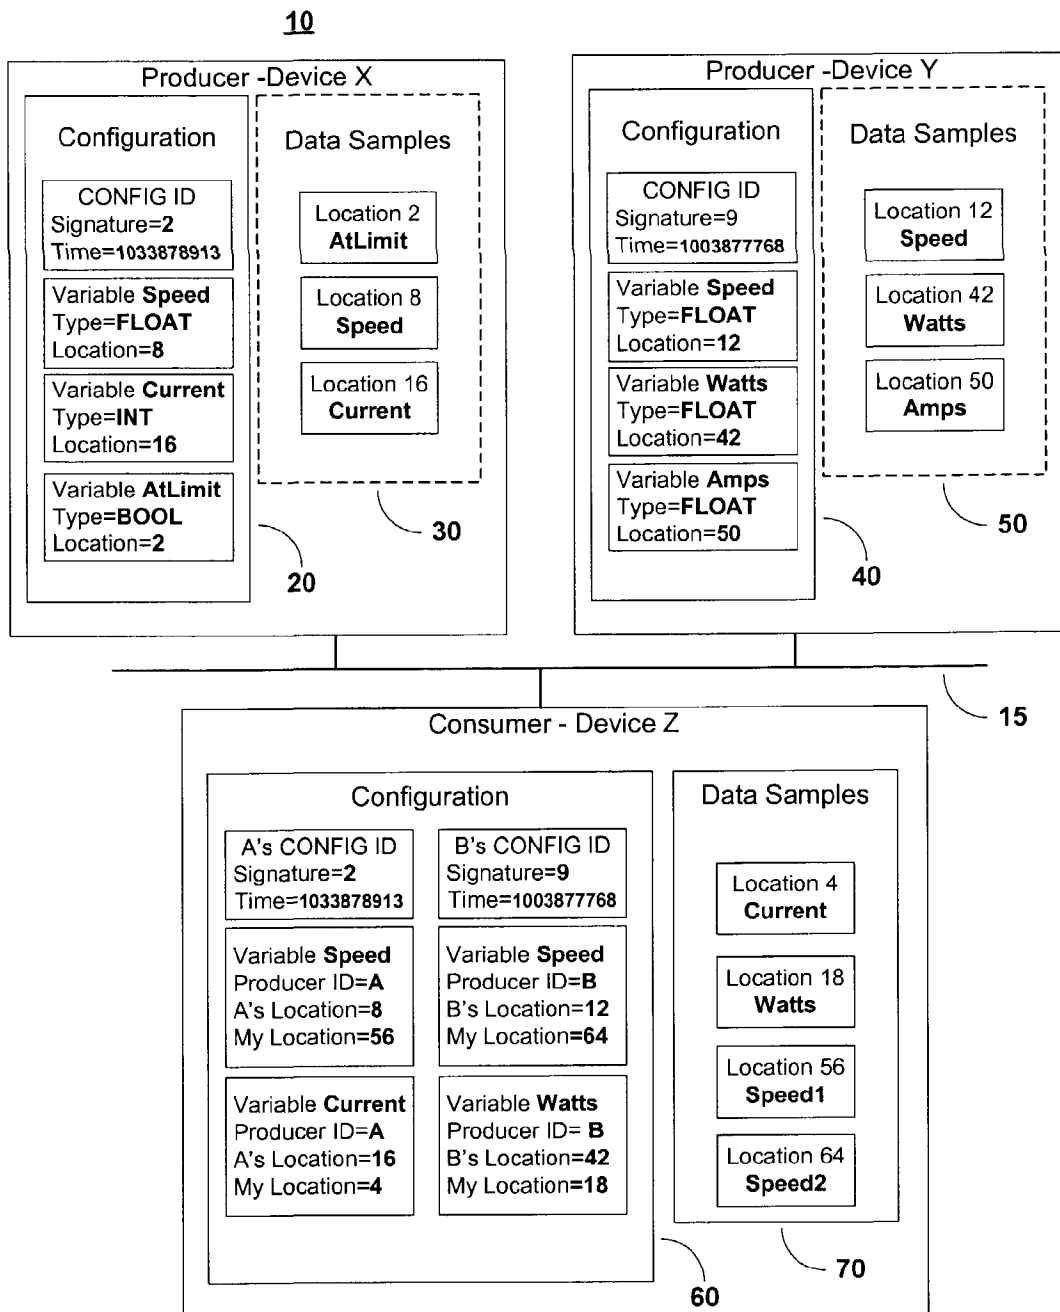 10
Producer -Device X
Configuration
CONFIG ID
Signature=2
Time=1033878913
Variable Speed
Type=FLOAT
Location=8
Variable Current
Type=INT
Location=16
Variable AtLimit
Type=BOOL
Location=2
20
Data Samples
Location 2
AtLimit
Location 8
Speed
Location 16
Current
30
Producer -Device Y
Configuration
CONFIG ID
Signature=9
Time=1003877768
Variable Speed
Type=FLOAT
Location=12
Variable Watts
Type=FLOAT
Location=42
Variable Amps
Type=FLOAT
Location=50
40
Data Samples
Location 12
Speed
Location 42
Watts
Location 50
Amps
50
15
Consumer - Device Z
Configuration
A's CONFIG ID
Signature=2
Time=1033878913
Variable Speed
Producer ID=A
A's Location=8
My Location=56
Variable Current
Producer ID=A
A's Location=16
My Location=4
B's CONFIG ID
Signature=9
Time=1003877768
Variable Speed
Producer ID=B
B's Location=12
My Location=64
Variable Watts
Producer ID= B
B's Location=42
My Location=18
60
Data Samples
Location 4
Current
Location 18
Watts
Location 56
Speed1
Location 64
Speed2
70